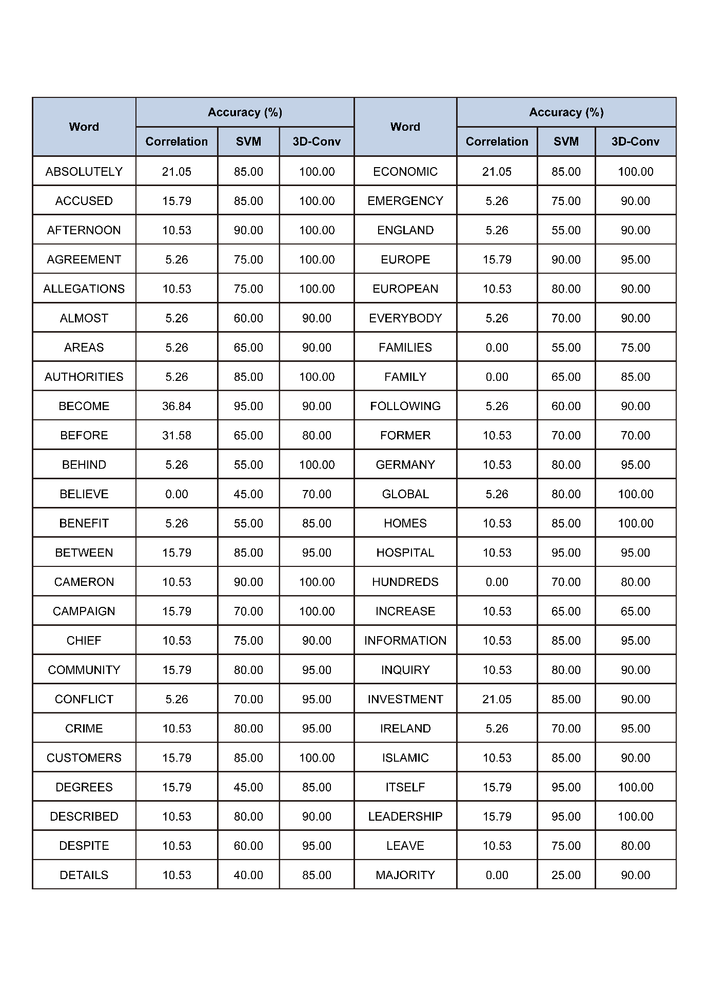 Word Accuracy (%) Word Accuracy (%)
Correlation SVM 3D-Conv Correlation SVM 3D-Conv
ABSOLUTELY 21.05 85.00 100.00 ECONOMIC 21.05 85.00 100.00
ACCUSED 15.79 85.00 100.00 EMERGENCY 5.26 75.00 90.00
AFTERNOON 10.53 90.00 100.00 ENGLAND 5.26 55.00 90.00
AGREEMENT 5.26 75.00 100.00 EUROPE 15.79 90.00 95.00
ALLEGATIONS 10.53 75.00 100.00 EUROPEAN 10.53 80.00 90.00
ALMOST 5.26 60.00 90.00 EVERYBODY 5.26 70.00 90.00
AREAS 5.26 65.00 90.00 FAMILIES 0.00 55.00 75.00
AUTHORITIES 5.26 85.00 100.00 FAMILY 0.00 65.00 85.00
BECOME 36.84 95.00 90.00 FOLLOWING 5.26 60.00 90.00
BEFORE 31.58 65.00 80.00 FORMER 10.53 70.00 70.00
BEHIND 5.26 55.00 100.00 GERMANY 10.53 80.00 95.00
BELIEVE 0.00 45.00 70.00 GLOBAL 5.26 80.00 100.00
BENEFIT 5.26 55.00 85.00 HOMES 10.53 85.00 100.00
BETWEEN 15.79 85.00 95.00 HOSPITAL 10.53 95.00 95.00
CAMERON 10.53 90.00 100.00 HUNDREDS 0.00 70.00 80.00
CAMPAIGN 15.79 70.00 100.00 INCREASE 10.53 65.00 65.00
CHIEF 10.53 75.00 90.00 INFORMATION 10.53 85.00 95.00
COMMUNITY 15.79 80.00 95.00 INQUIRY 10.53 80.00 90.00
CONFLICT 5.26 70.00 95.00 INVESTMENT 21.05 85.00 90.00
CRIME 10.53 80.00 95.00 IRELAND 5.26 70.00 95.00
CUSTOMERS 15.79 85.00 100.00 ISLAMIC 10.53 85.00 90.00
DEGREES 15.79 45.00 85.00 ITSELF 15.79 95.00 100.00
DESCRIBED 10.53 80.00 90.00 LEADERSHIP 15.79 95.00 100.00
DESPITE 10.53 60.00 95.00 LEAVE 10.53 75.00 80.00
DETAILS 10.53 40.00 85.00 MAJORITY 0.00 25.00 90.00